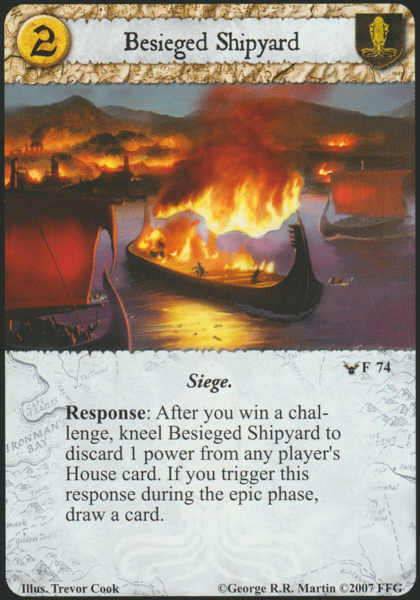 2
Besieged Shipyard
F 74
Siege.
Response: After you win a chal-
lenge, kneel Besieged Shipyard to
discard 1 power from any player's
House card. If you trigger this
response during the epic phase,
draw a card.
IRONMAN'S
BAY
Illus. Trevor Cook ©George R.R. Martin ©2007 FFG